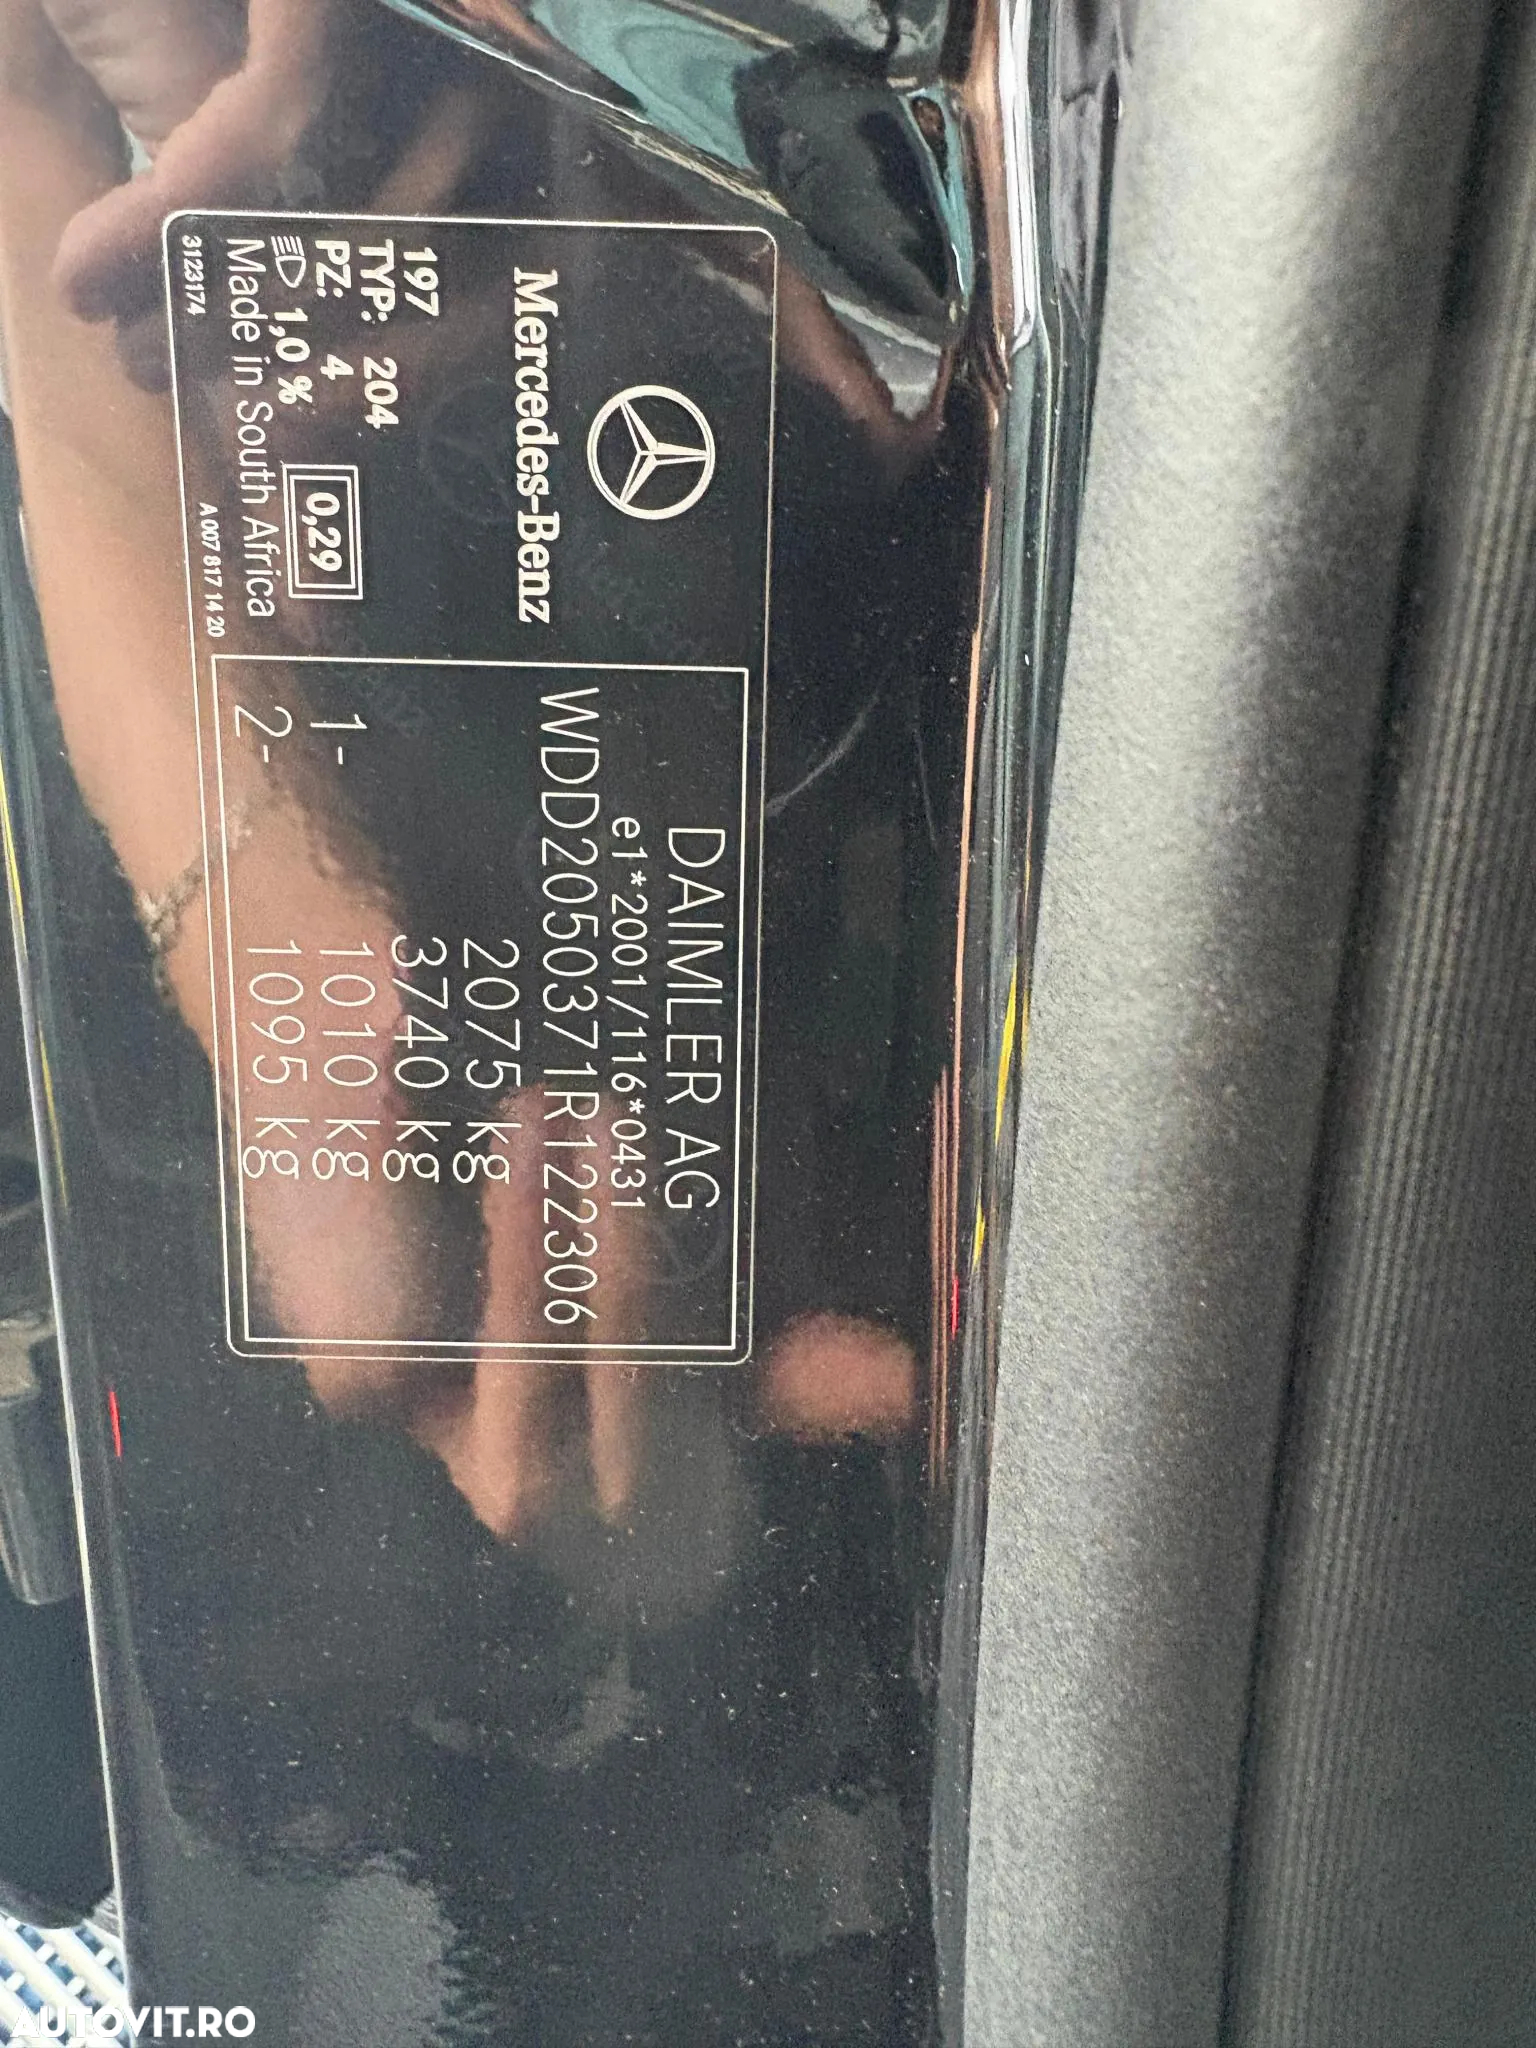 Mercedes-Benz
197
TYP: 204
PZ: 4
1,0 %
0,29
Made in South Africa
3123174
A 007 817 14 20
DAIMLER AG
e1*2001/116*0431
WDD2050371R122306
2075 kg
3740 kg
1- 1010 kg
2- 1095 kg
AUTOVIT.RO